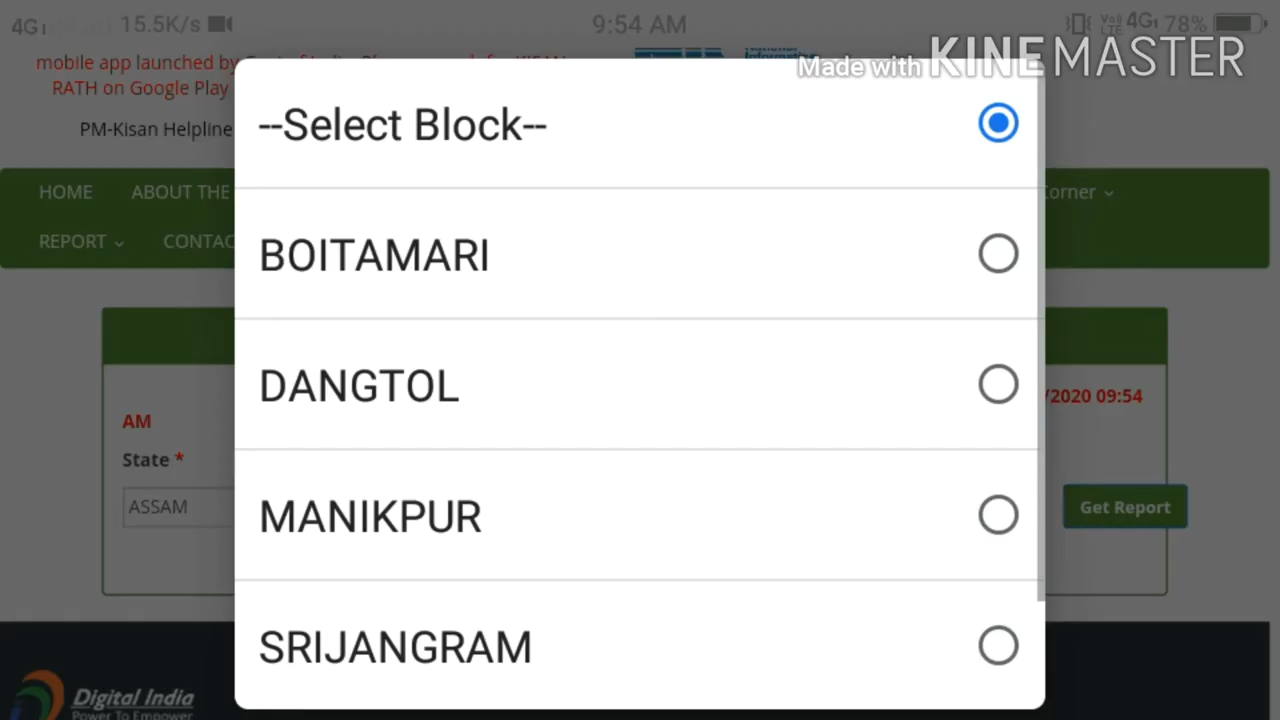 4G 15.5K/s 9:54 AM 4G 78%
Made with KINEMASTER
mobile app launched by
RATH on Google Play
PM-Kisan Helpline
--Select Block--
HOME ABOUT THE Corner
REPORT CONTAC
BOITAMARI
DANGTOL
/2020 09:54
AM
State *
ASSAM
Get Report
MANIKPUR
SRIJANGRAM
Digital India
Power To Empower